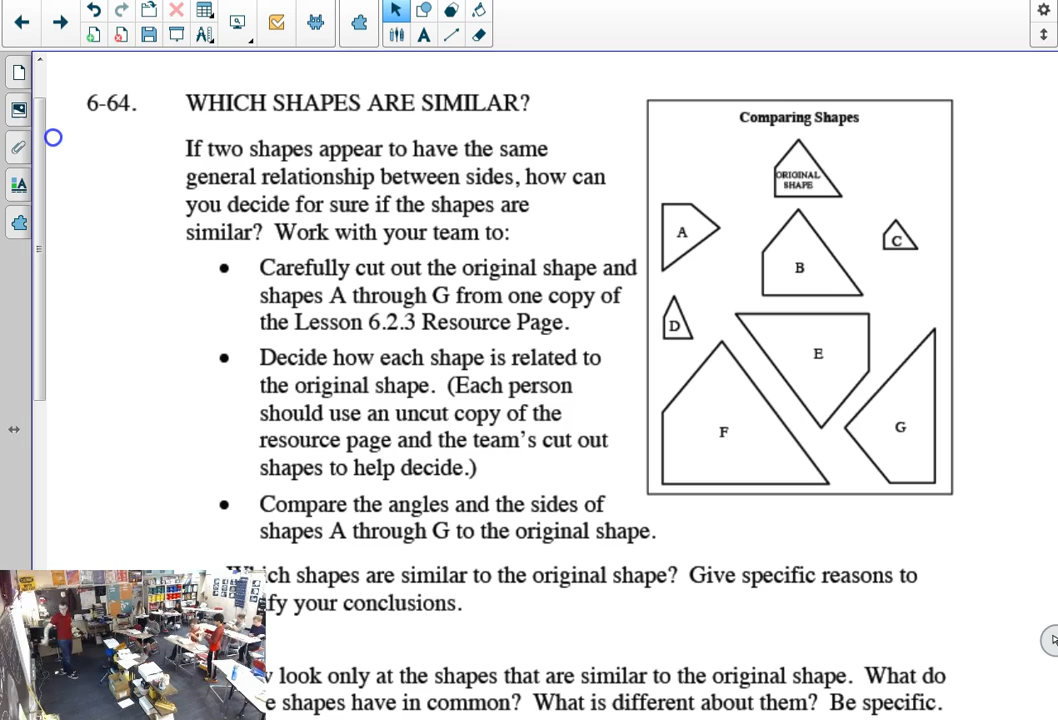 6-64. WHICH SHAPES ARE SIMILAR?
If two shapes appear to have the same
general relationship between sides, how can
you decide for sure if the shapes are
similar? Work with your team to:
• Carefully cut out the original shape and
shapes A through G from one copy of
the Lesson 6.2.3 Resource Page.
• Decide how each shape is related to
the original shape. (Each person
should use an uncut copy of the
resource page and the team's cut out
shapes to help decide.)
• Compare the angles and the sides of
shapes A through G to the original shape.
Comparing Shapes
ORIGINAL
SHAPE
A
B
C
D
E
F
G
ich shapes are similar to the original shape? Give specific reasons to
fy your conclusions.
look only at the shapes that are similar to the original shape. What do
e shapes have in common? What is different about them? Be specific.